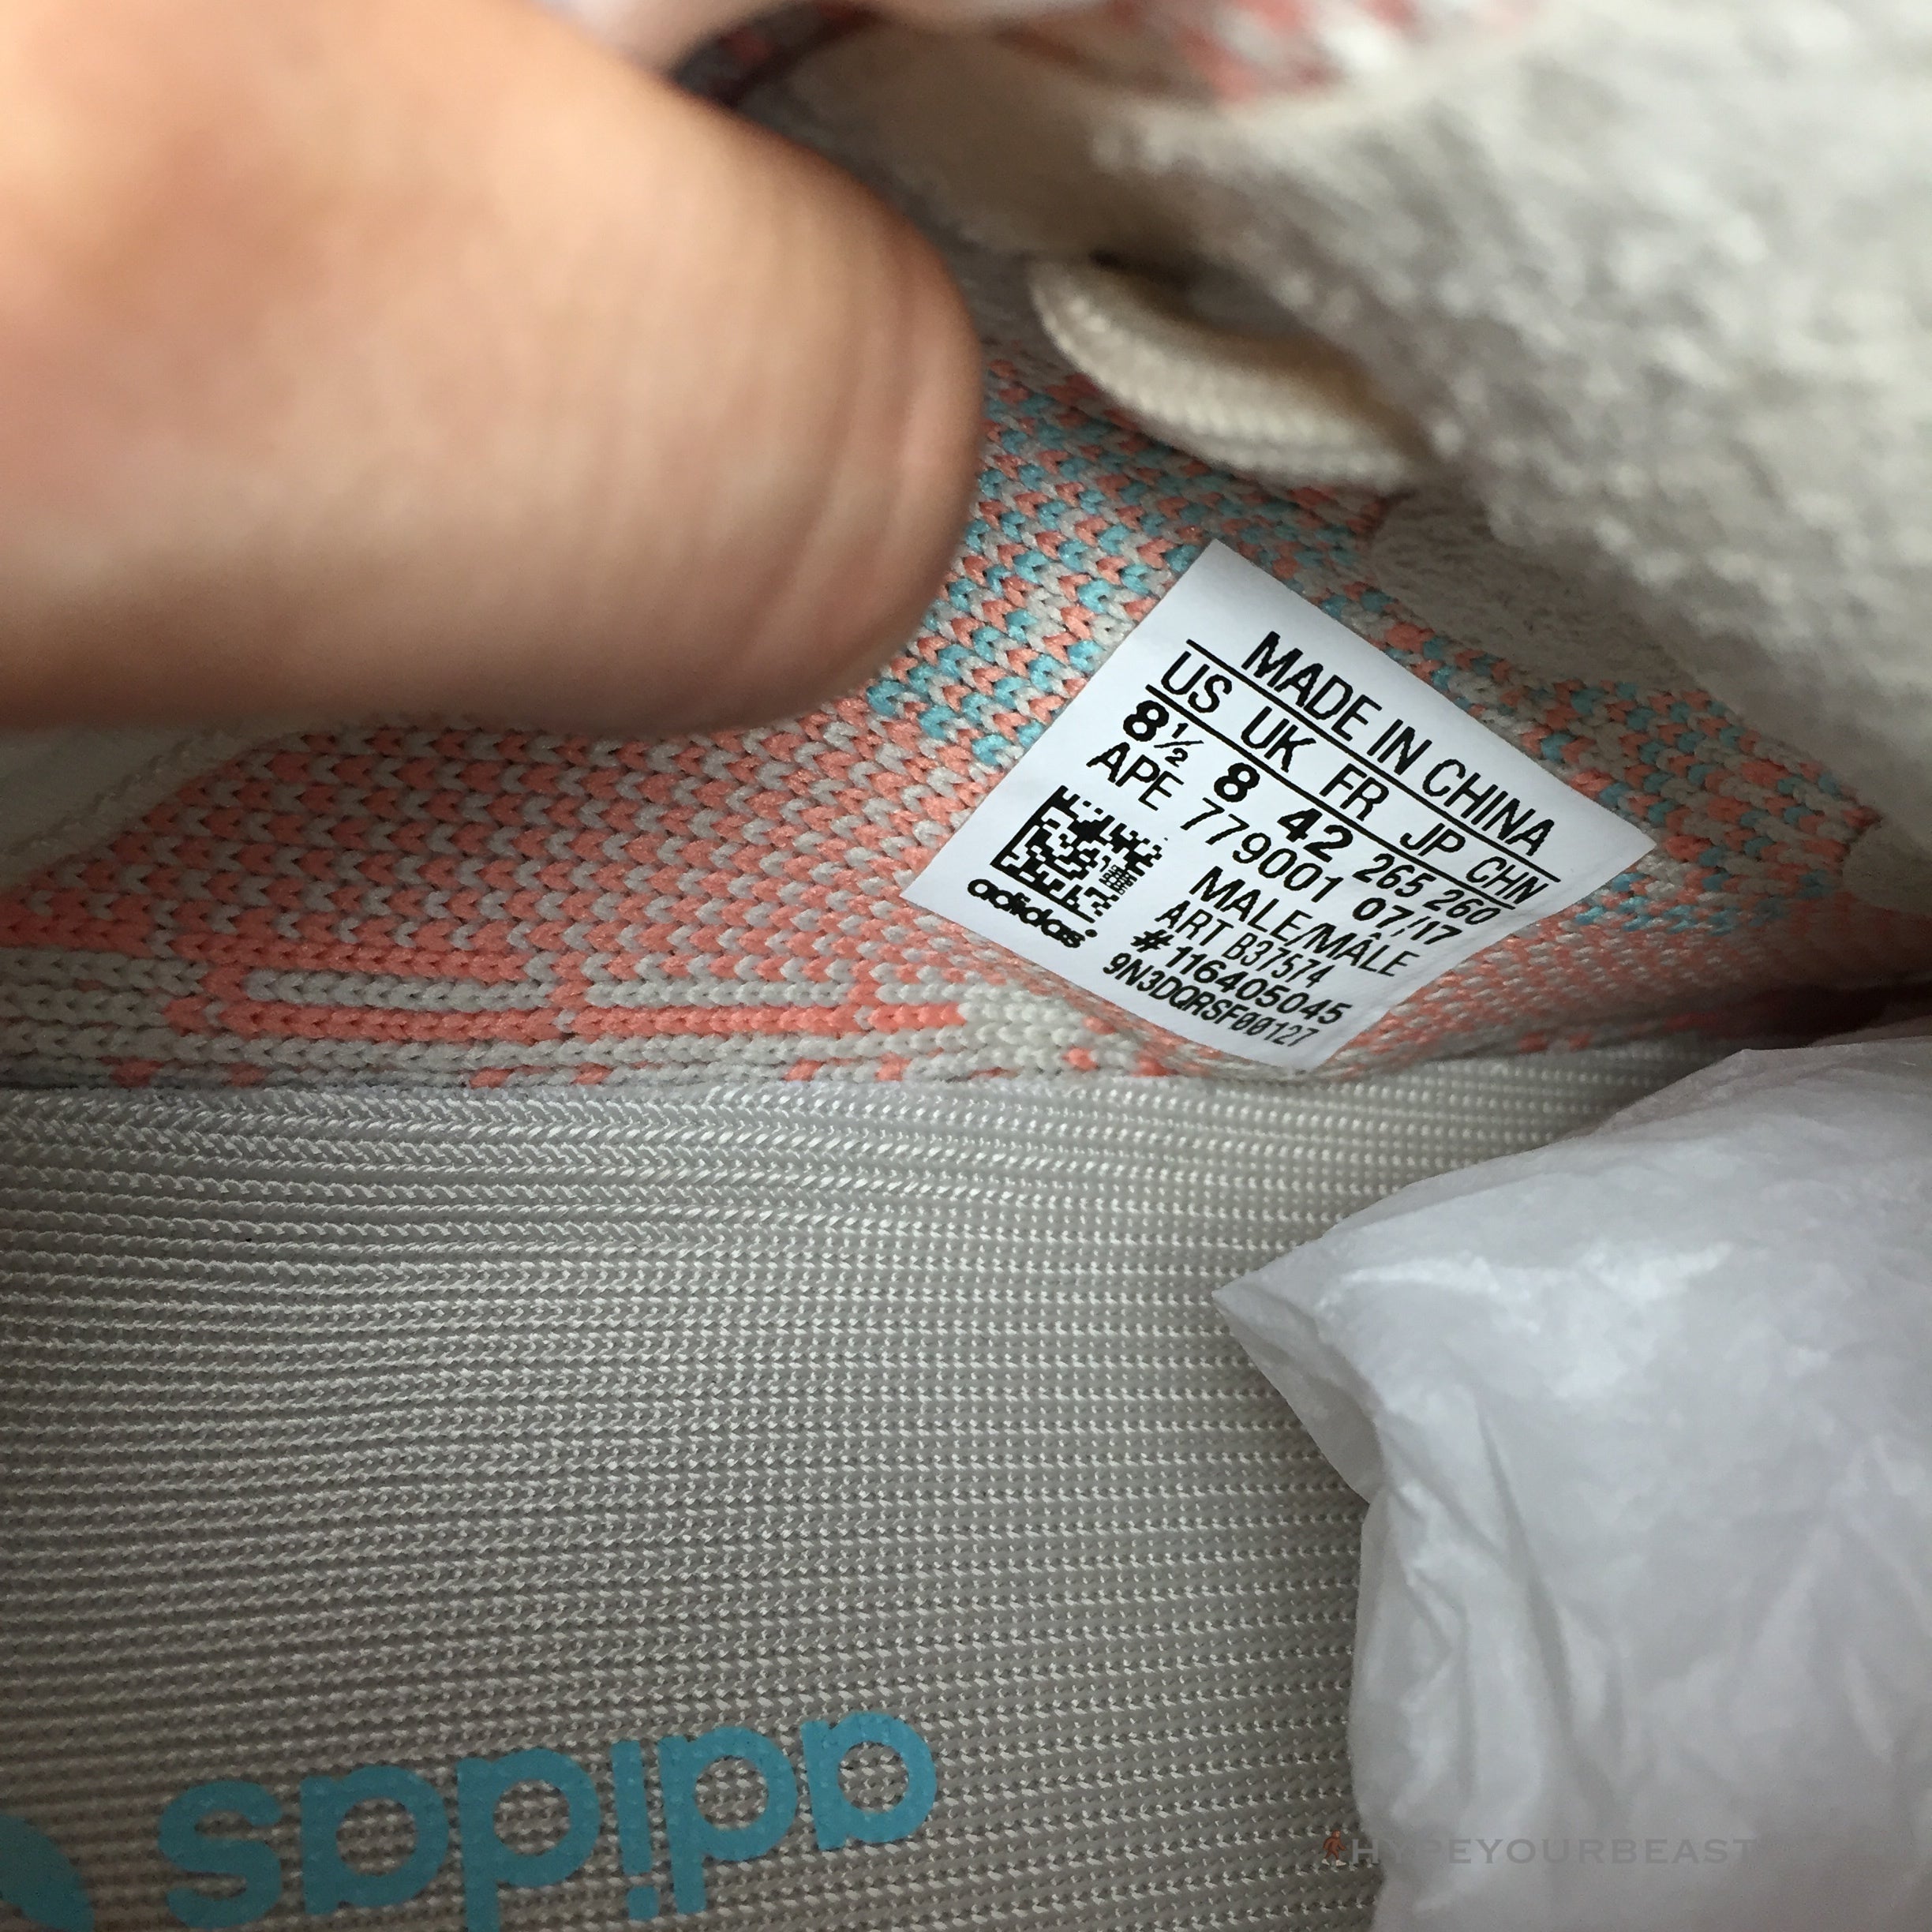 MADE IN CHINA
US UK FR JP CHN
8½ 8 42 265 260
APE 779001 07/17
MALE/MÂLE
ART B37574
#116405045
9N3DQRSF00127
adidas®
adidas
HYPEYOURBEAST